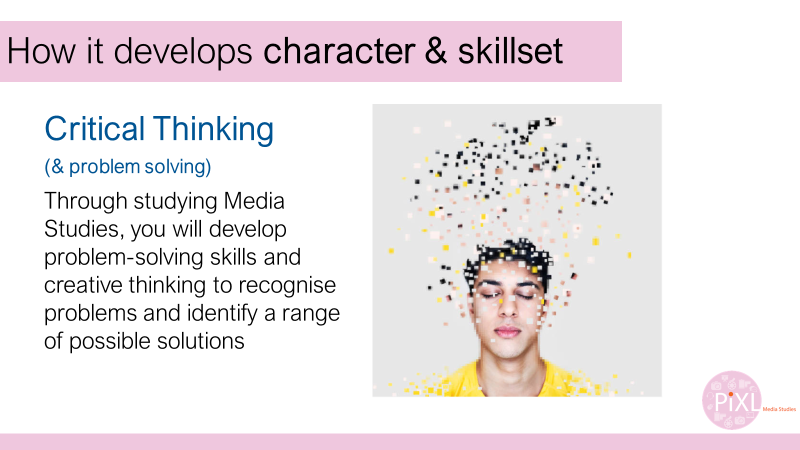 How it develops character & skillset
Critical Thinking
(& problem solving)
Through studying Media
Studies, you will develop
problem-solving skills and
creative thinking to recognise
problems and identify a range
of possible solutions
PiXL
Media Studies